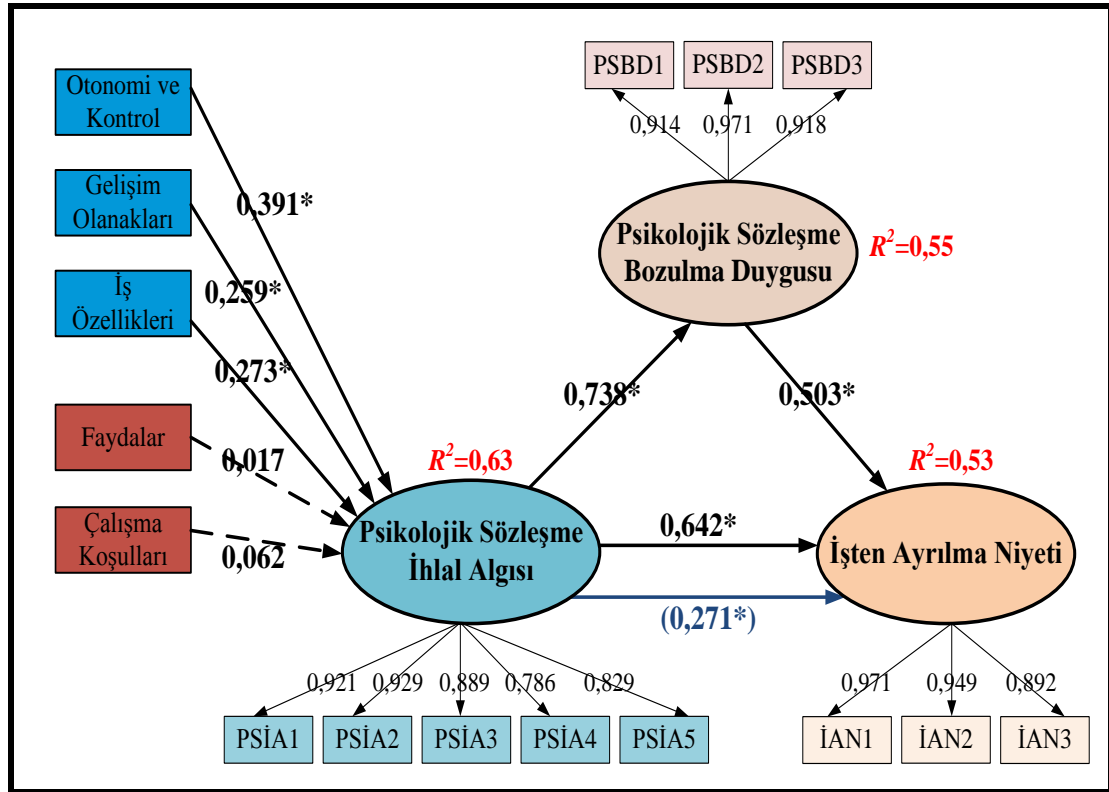 PSBD1 PSBD2 PSBD3
0,914 0,971 0,918
Otonomi ve
Kontrol
Gelişim
Olanakları
İş
Özellikleri
Faydalar
Çalışma
Koşulları
0,391*
0,259*
0,273*
0,017
0,062
Psikolojik Sözleşme
Bozulma Duygusu
R²=0,55
0,738*
0,503*
R²=0,63
R²=0,53
Psikolojik Sözleşme
İhlal Algısı
0,642*
(0,271*)
İşten Ayrılma Niyeti
0,921 0,929 0,889 0,786 0,829
PSİA1 PSİA2 PSİA3 PSİA4 PSİA5
0,971 0,949 0,892
İAN1 İAN2 İAN3